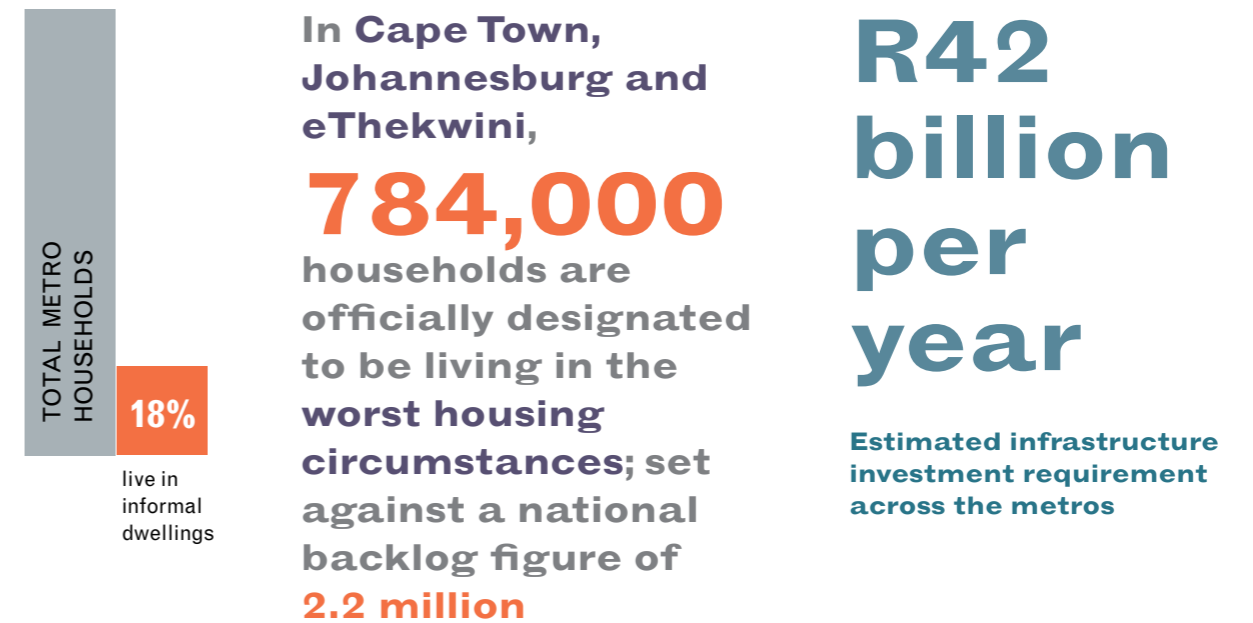 TOTAL METRO
HOUSEHOLDS
18%
live in
informal
dwellings
In Cape Town,
Johannesburg and
eThekwini,
784,000
households are
officially designated
to be living in the
worst housing
circumstances; set
against a national
backlog figure of
2.2 million
R42
billion
per
year
Estimated infrastructure
investment requirement
across the metros